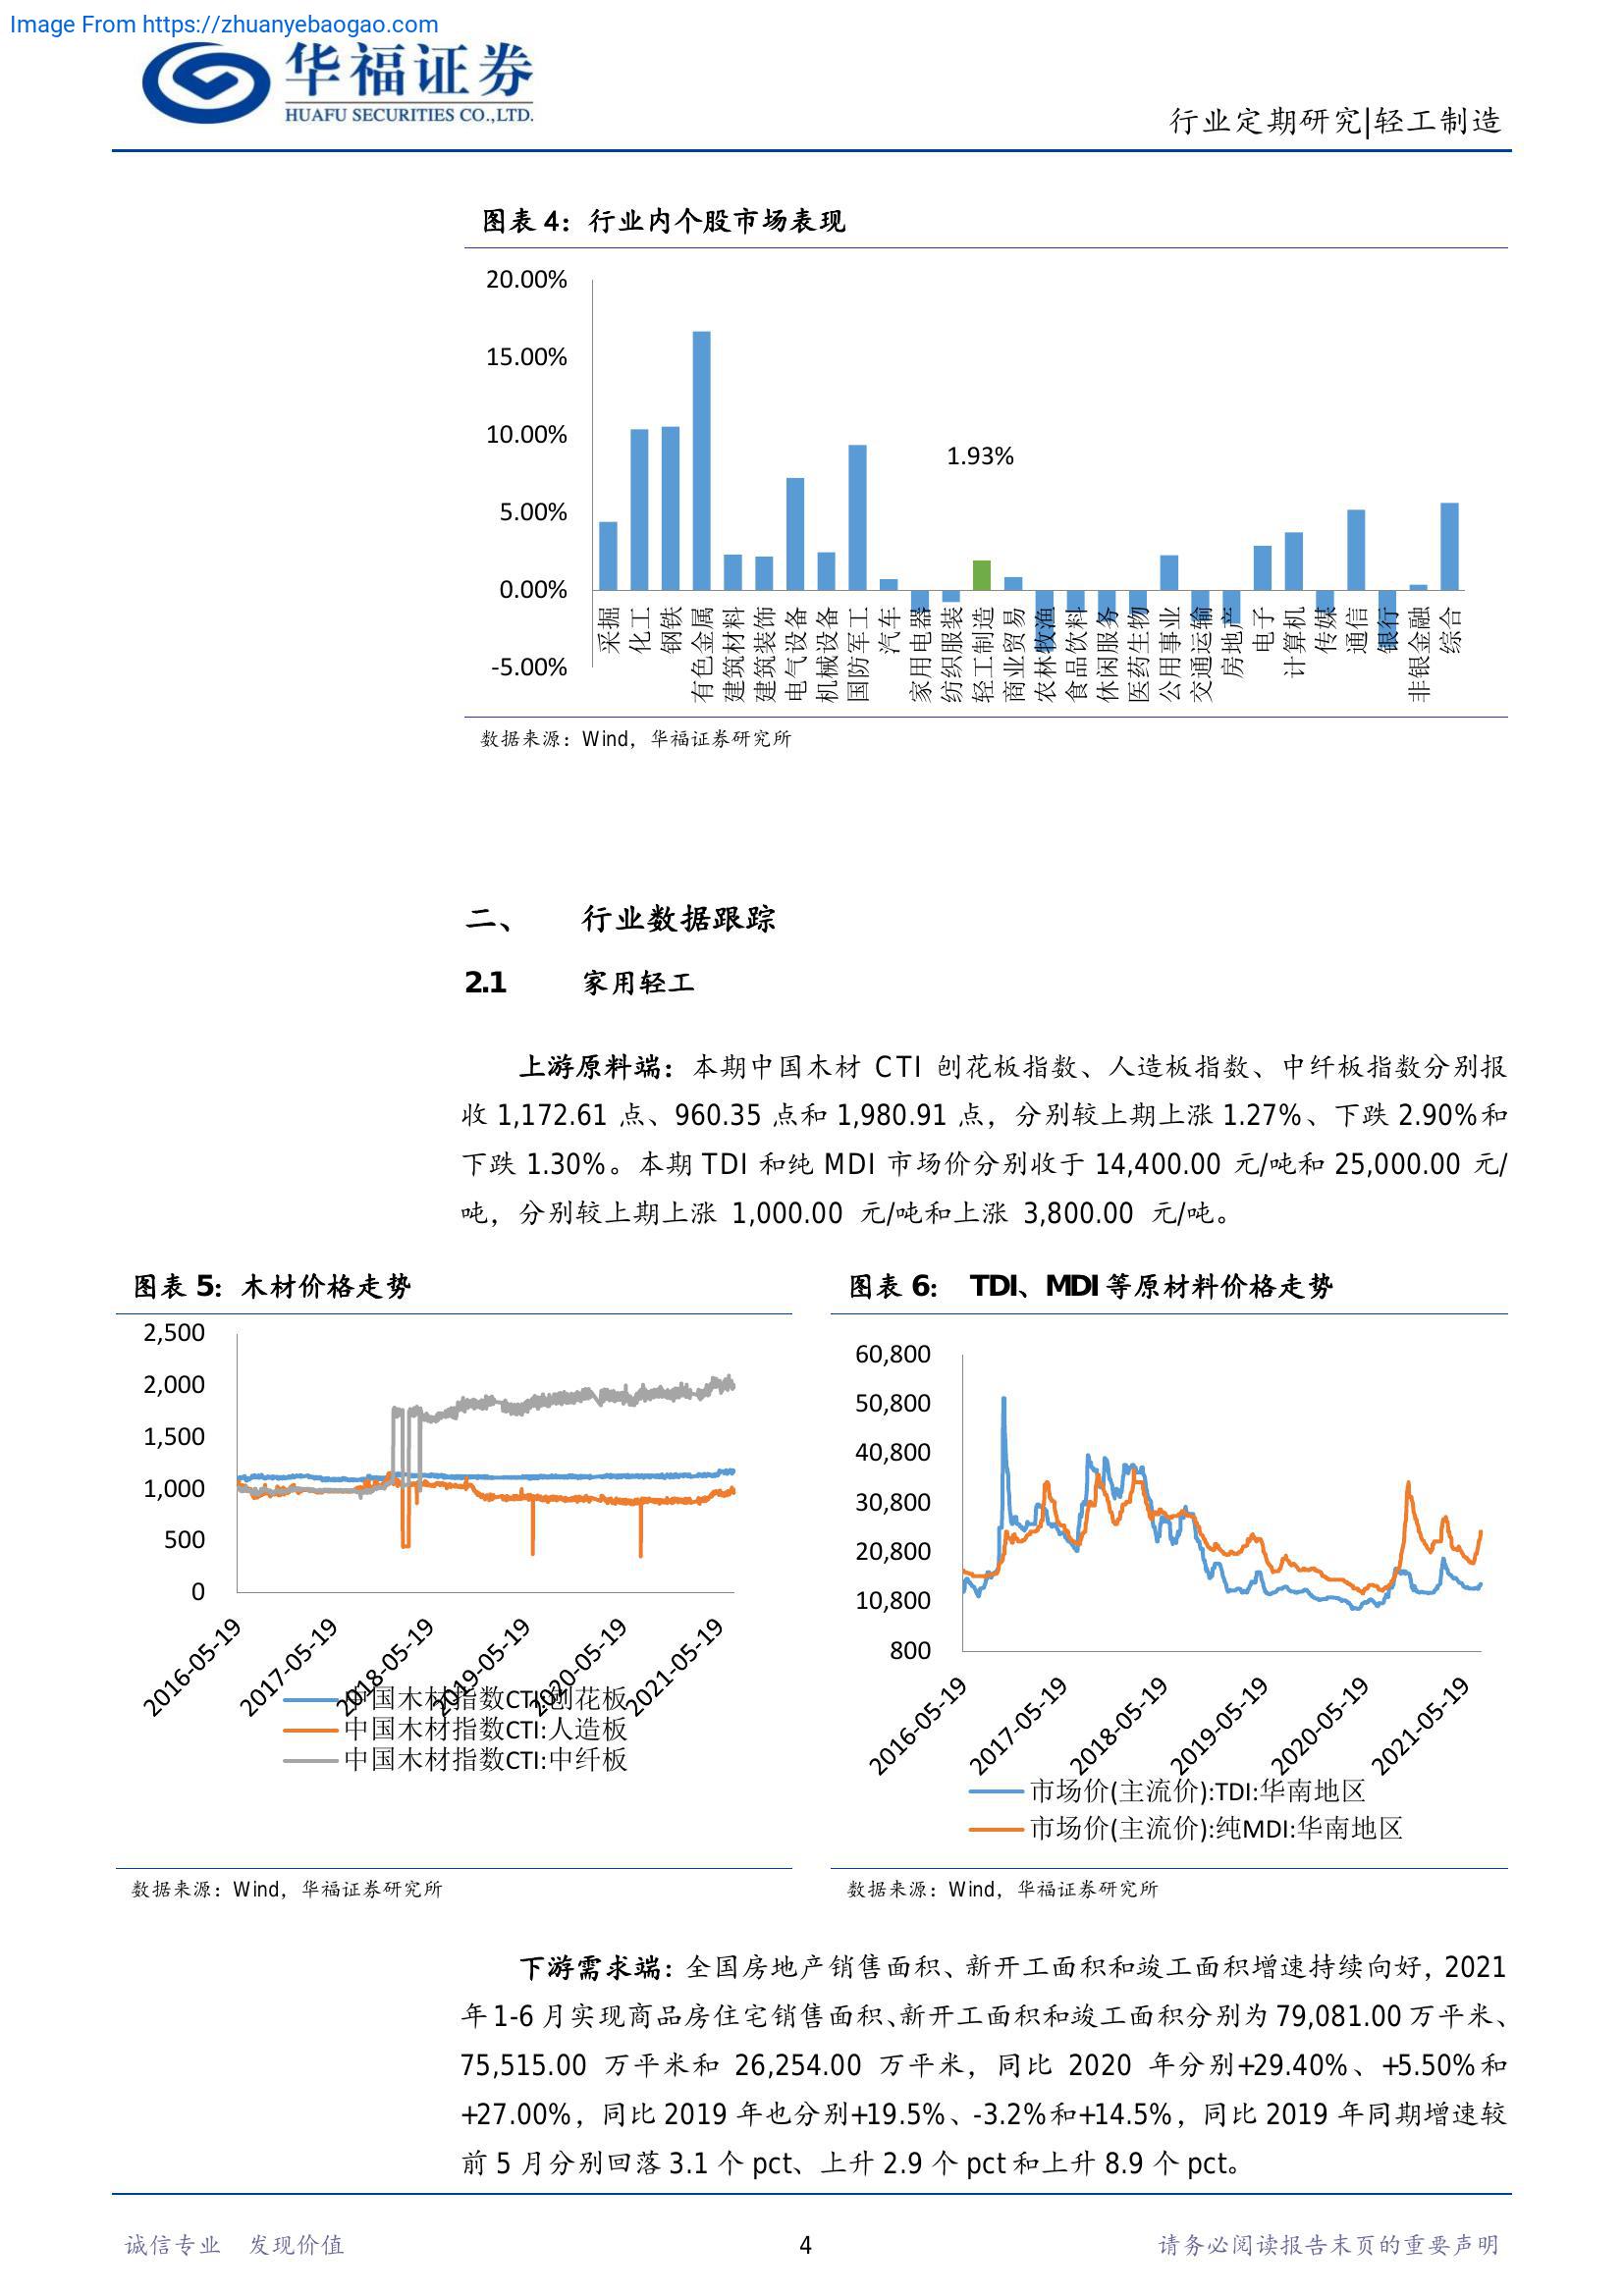 Image From https://zhuanyebaogao.com
华福证券
HUAFU SECURITIES CO.,LTD.
行业定期研究|轻工制造
图表 4：行业内个股市场表现
20.00%
15.00%
10.00%
5.00%
0.00%
-5.00%
1.93%
采掘
化工
钢铁
有色金属
建筑材料
建筑装饰
电气设备
机械设备
国防军工
汽车
家用电器
纺织服装
轻工制造
商业贸易
农林牧渔
食品饮料
休闲服务
医药生物
公用事业
交通运输
房地产
电子
计算机
传媒
通信
银行
非银金融
综合
数据来源：Wind，华福证券研究所
二、 行业数据跟踪
2.1 家用轻工
上游原料端：本期中国木材 CTI 刨花板指数、人造板指数、中纤板指数分别报
收 1,172.61 点、960.35 点和 1,980.91 点，分别较上期上涨 1.27%、下跌 2.90%和
下跌 1.30%。本期 TDI 和纯 MDI 市场价分别收于 14,400.00 元/吨和 25,000.00 元/
吨，分别较上期上涨 1,000.00 元/吨和上涨 3,800.00 元/吨。
图表 5：木材价格走势
2,500
2,000
1,500
1,000
500
0
2016-05-19
2017-05-19
2018-05-19
2019-05-19
2020-05-19
2021-05-19
中国木材指数CTI:刨花板
中国木材指数CTI:人造板
中国木材指数CTI:中纤板
数据来源：Wind，华福证券研究所
图表 6： TDI、MDI 等原材料价格走势
60,800
50,800
40,800
30,800
20,800
10,800
800
2016-05-19
2017-05-19
2018-05-19
2019-05-19
2020-05-19
2021-05-19
市场价(主流价):TDI:华南地区
市场价(主流价):纯MDI:华南地区
数据来源：Wind，华福证券研究所
下游需求端：全国房地产销售面积、新开工面积和竣工面积增速持续向好，2021
年 1-6 月实现商品房住宅销售面积、新开工面积和竣工面积分别为 79,081.00 万平米、
75,515.00 万平米和 26,254.00 万平米，同比 2020 年分别+29.40%、+5.50%和
+27.00%，同比 2019 年也分别+19.5%、-3.2%和+14.5%，同比 2019 年同期增速较
前 5 月分别回落 3.1 个 pct、上升 2.9 个 pct 和上升 8.9 个 pct。
诚信专业 发现价值
4
请务必阅读报告末页的重要声明